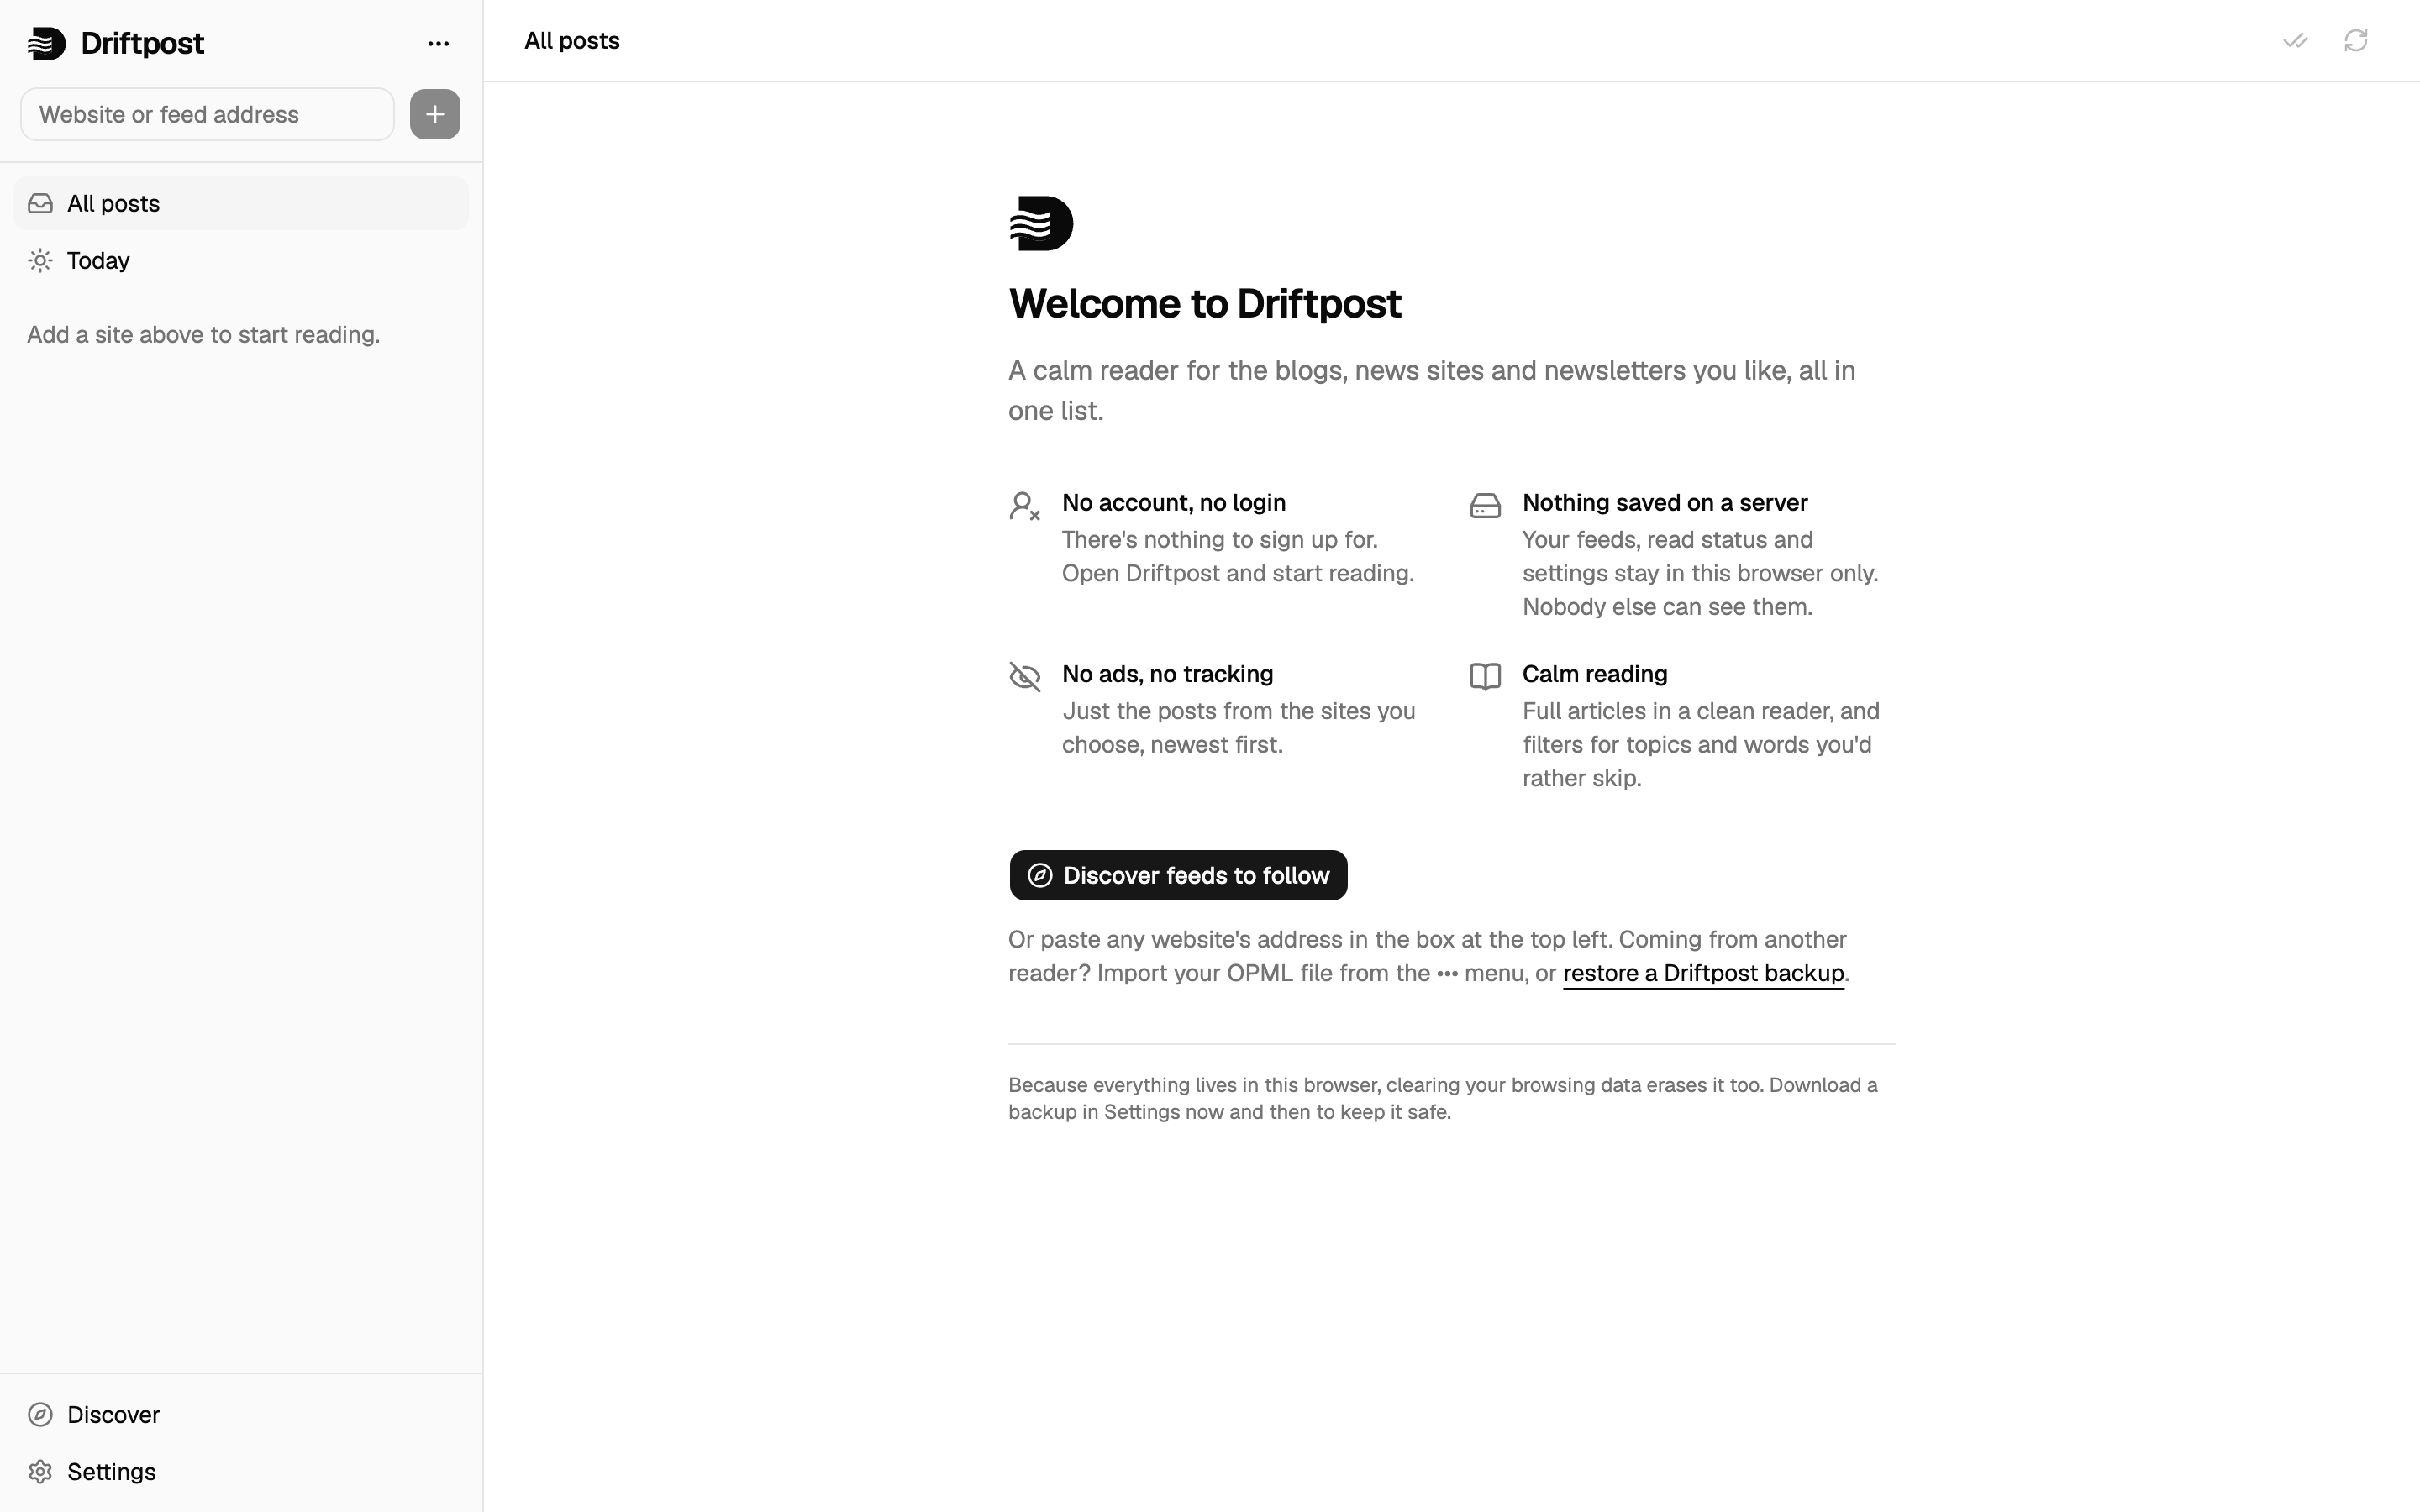 Driftpost
Website or feed address
All posts
Today
Add a site above to start reading.
Discover
Settings
All posts
Welcome to Driftpost
A calm reader for the blogs, news sites and newsletters you like, all in
one list.
No account, no login
There's nothing to sign up for.
Open Driftpost and start reading.
Nothing saved on a server
Your feeds, read status and
settings stay in this browser only.
Nobody else can see them.
No ads, no tracking
Just the posts from the sites you
choose, newest first.
Calm reading
Full articles in a clean reader, and
filters for topics and words you'd
rather skip.
Discover feeds to follow
Or paste any website's address in the box at the top left. Coming from another
reader? Import your OPML file from the ••• menu, or restore a Driftpost backup.
Because everything lives in this browser, clearing your browsing data erases it too. Download a
backup in Settings now and then to keep it safe.